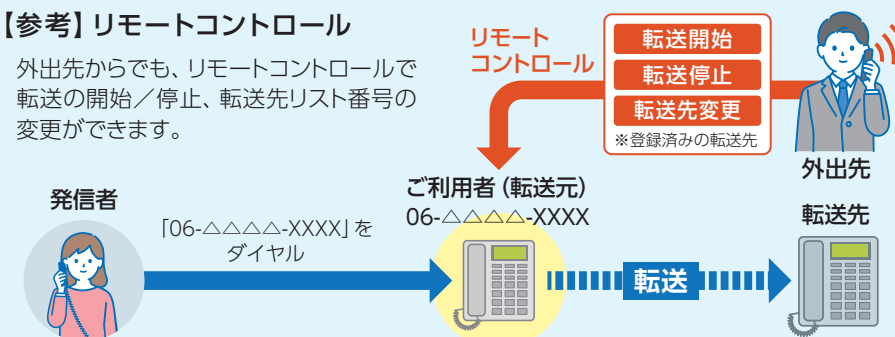 【参考】リモートコントロール
外出先からでも、リモートコントロールで
転送の開始／停止、転送先リスト番号の
変更ができます。
リモート
コントロール
転送開始
転送停止
転送先変更
※登録済みの転送先
外出先
発信者
「06-△△△△-XXXX」を
ダイヤル
ご利用者（転送元）
06-△△△△-XXXX
転送
転送先